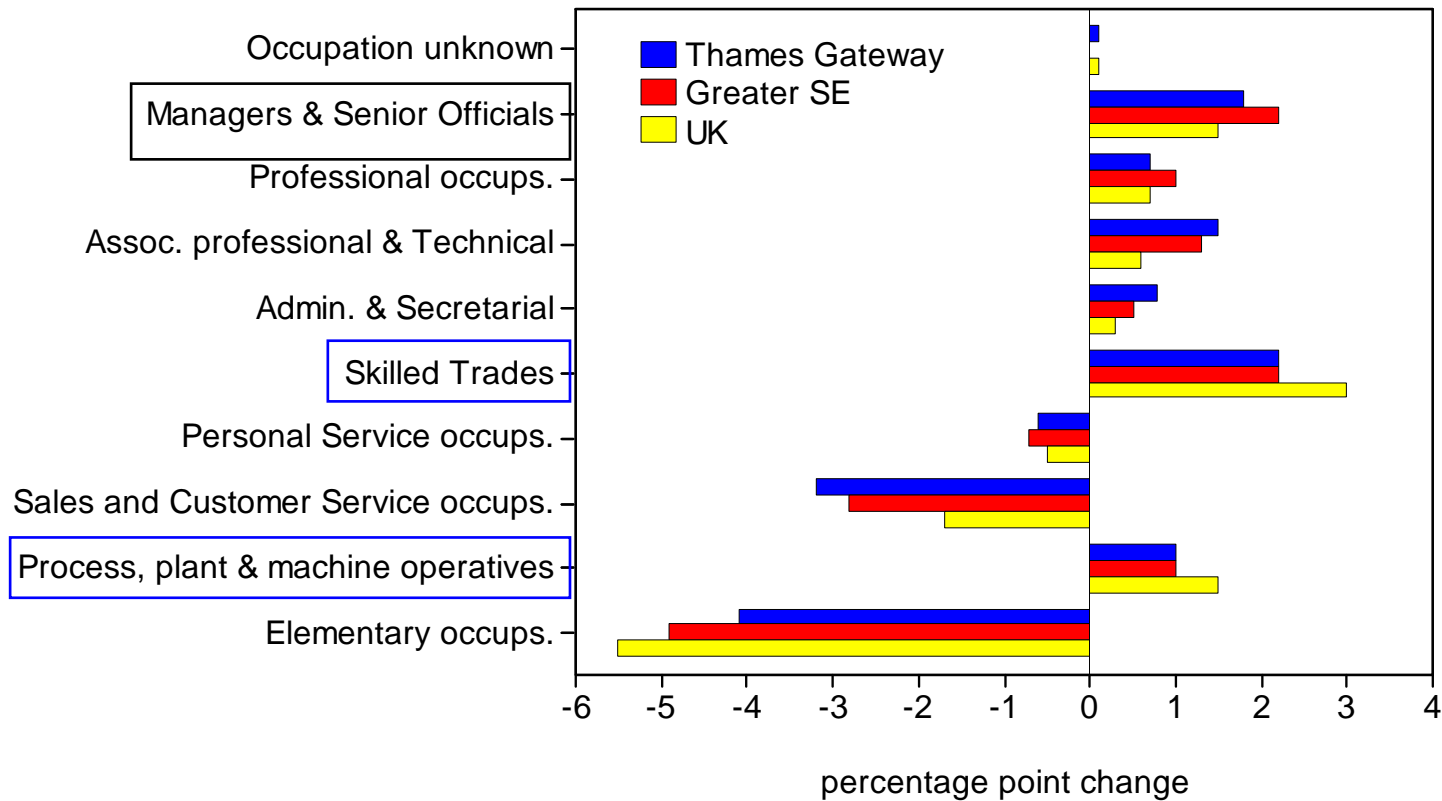 Occupation unknown
Managers & Senior Officials
Professional occups.
Assoc. professional & Technical
Admin. & Secretarial
Skilled Trades
Personal Service occups.
Sales and Customer Service occups.
Process, plant & machine operatives
Elementary occups.
Thames Gateway
Greater SE
UK
-6 -5 -4 -3 -2 -1 0 1 2 3 4
percentage point change